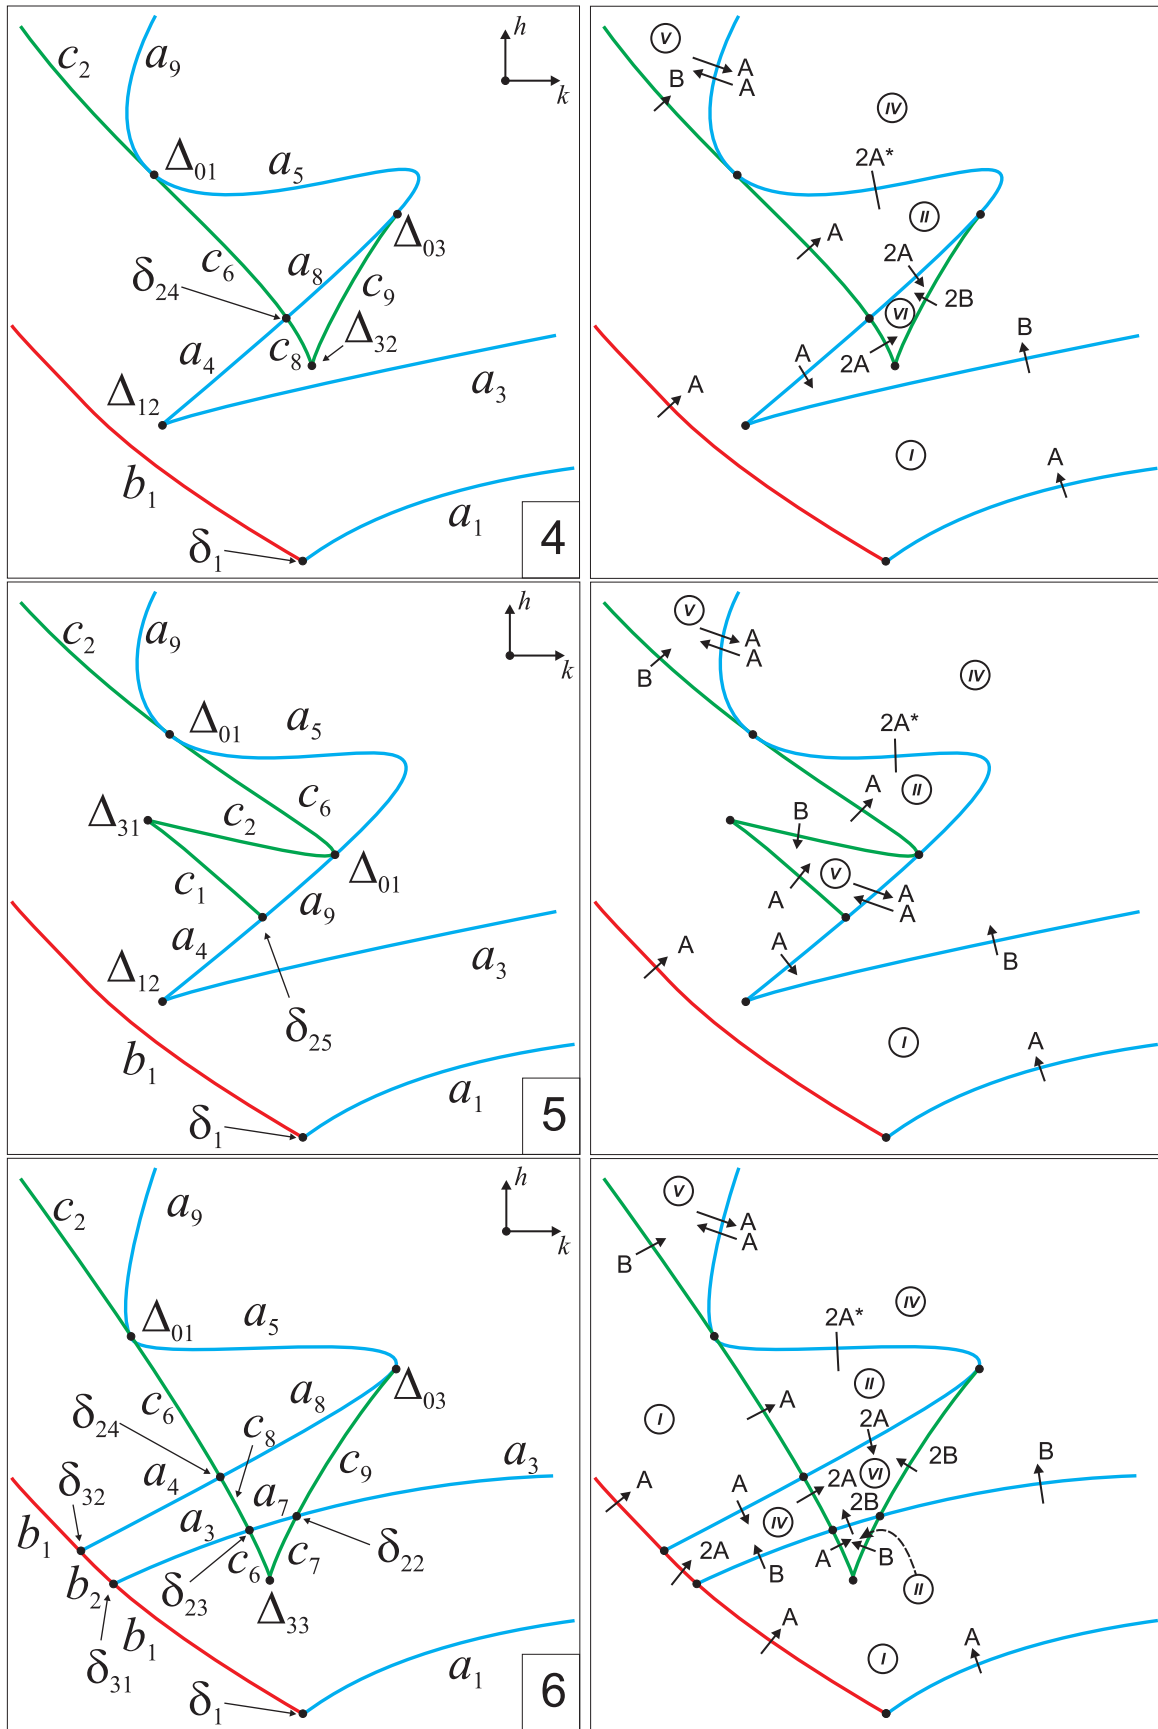 c₂
a₉
h
k
Δ₀₁
a₅
Δ₀₃
c₆
a₈
δ₂₄
c₉
Δ₃₂
a₄
c₈
Δ₁₂
a₃
b₁
a₁
δ₁
4
V
A
B
A
IV
2A*
II
A
2A
2B
VI
B
A
2A
A
I
A
c₂
a₉
h
k
Δ₀₁
a₅
Δ₃₁
c₂
c₆
c₁
a₉
Δ₀₁
a₄
Δ₁₂
a₃
δ₂₅
b₁
a₁
δ₁
5
V
A
A
B
IV
2A*
II
A
B
V
A
A
A
A
A
B
I
A
c₂
a₉
h
k
Δ₀₁
a₅
Δ₀₃
c₆
a₈
δ₂₄
c₈
a₃
c₉
δ₃₂
a₄
a₇
a₃
b₁
δ₂₂
c₆
c₇
b₂
δ₂₃
Δ₃₃
b₁
δ₃₁
a₁
δ₁
6
V
A
A
B
IV
2A*
II
A
I
2A
B
2B
VI
A
2A
A
2B
IV
2A
B
A
B
II
A
I
A